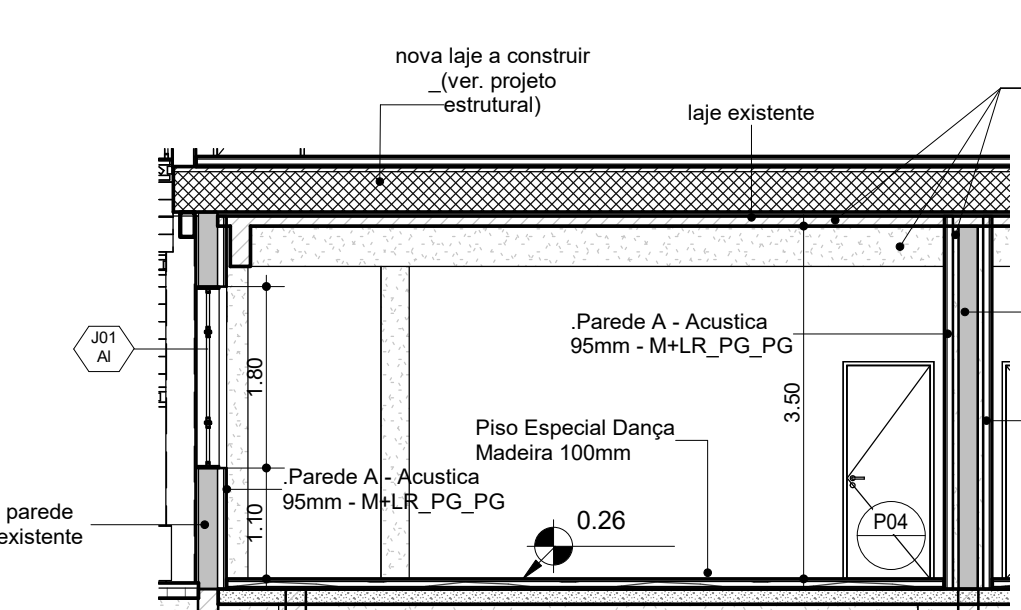 nova laje a construir
_(ver. projeto
estrutural)
laje existente
.Parede A - Acustica
95mm - M+LR_PG_PG
J01
Al
1.80
3.50
Piso Especial Dança
Madeira 100mm
.Parede A - Acustica
95mm - M+LR_PG_PG
parede
existente
1.10
0.26
P04